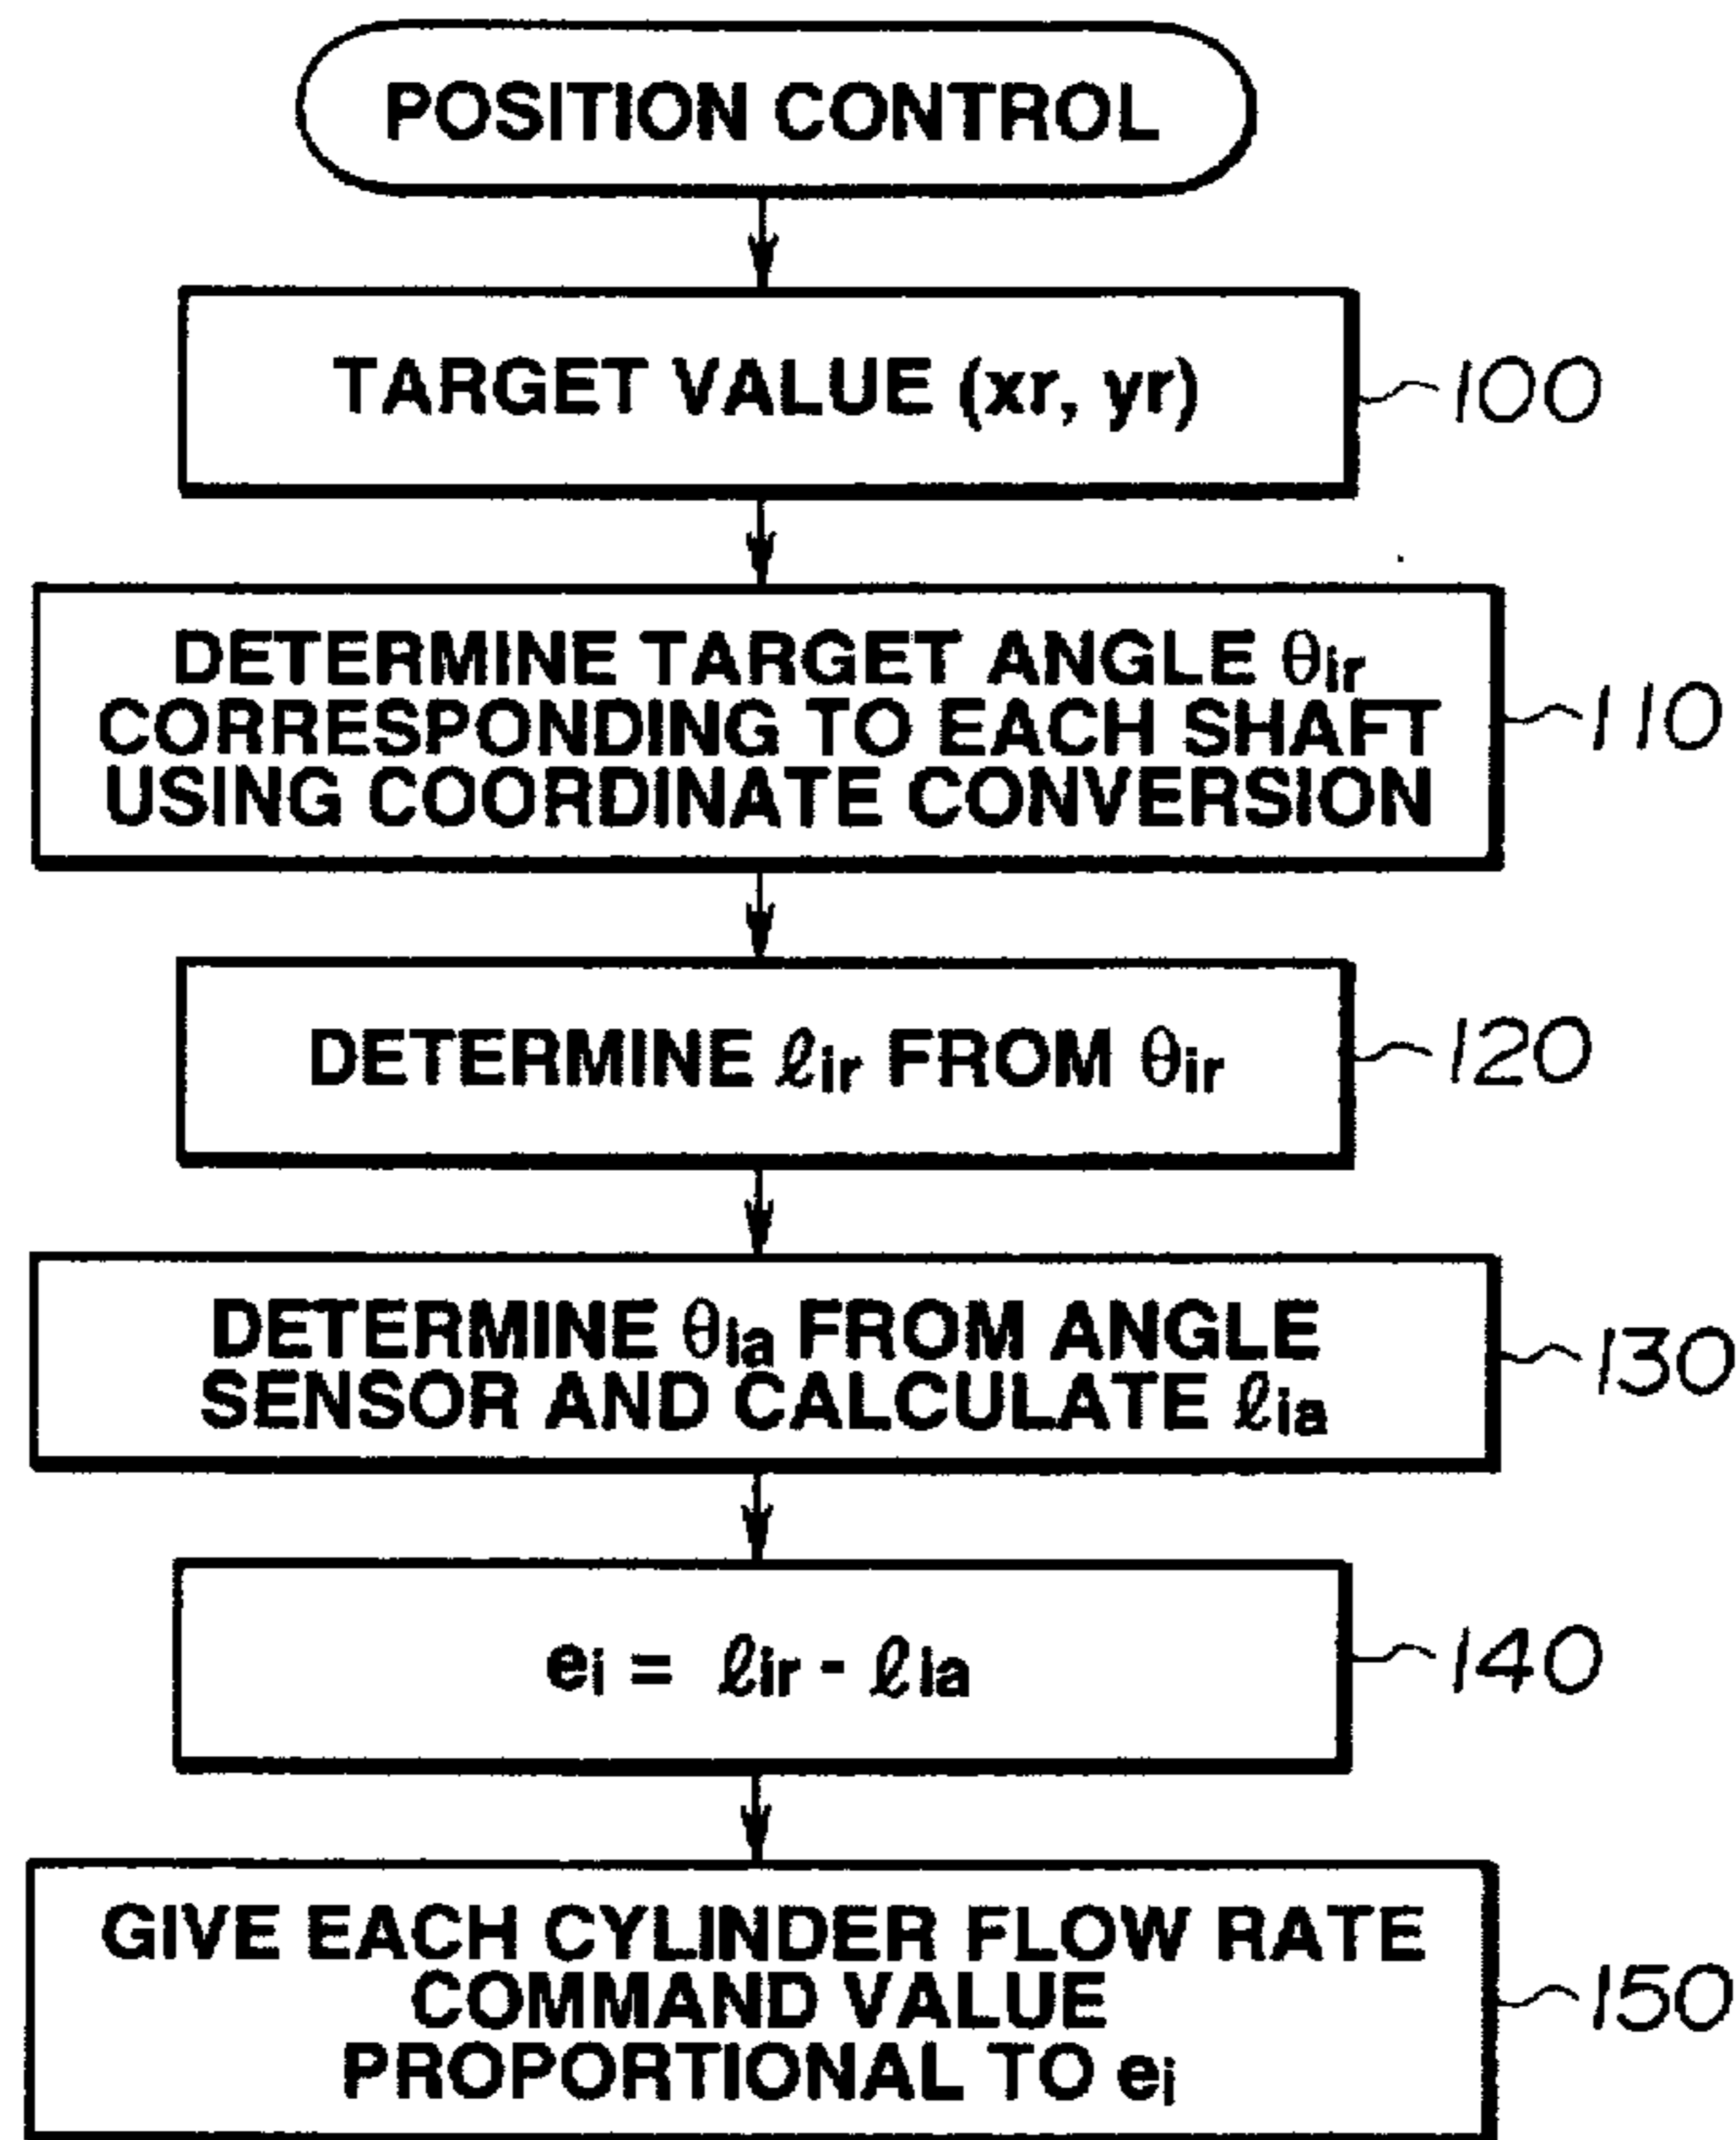 POSITION CONTROL
TARGET VALUE (xr, yr)
100
DETERMINE TARGET ANGLE θir
CORRESPONDING TO EACH SHAFT
USING COORDINATE CONVERSION
110
DETERMINE ℓir FROM θir
120
DETERMINE θia FROM ANGLE
SENSOR AND CALCULATE ℓia
130
ei = ℓir - ℓia
140
GIVE EACH CYLINDER FLOW RATE
COMMAND VALUE
PROPORTIONAL TO ei
150